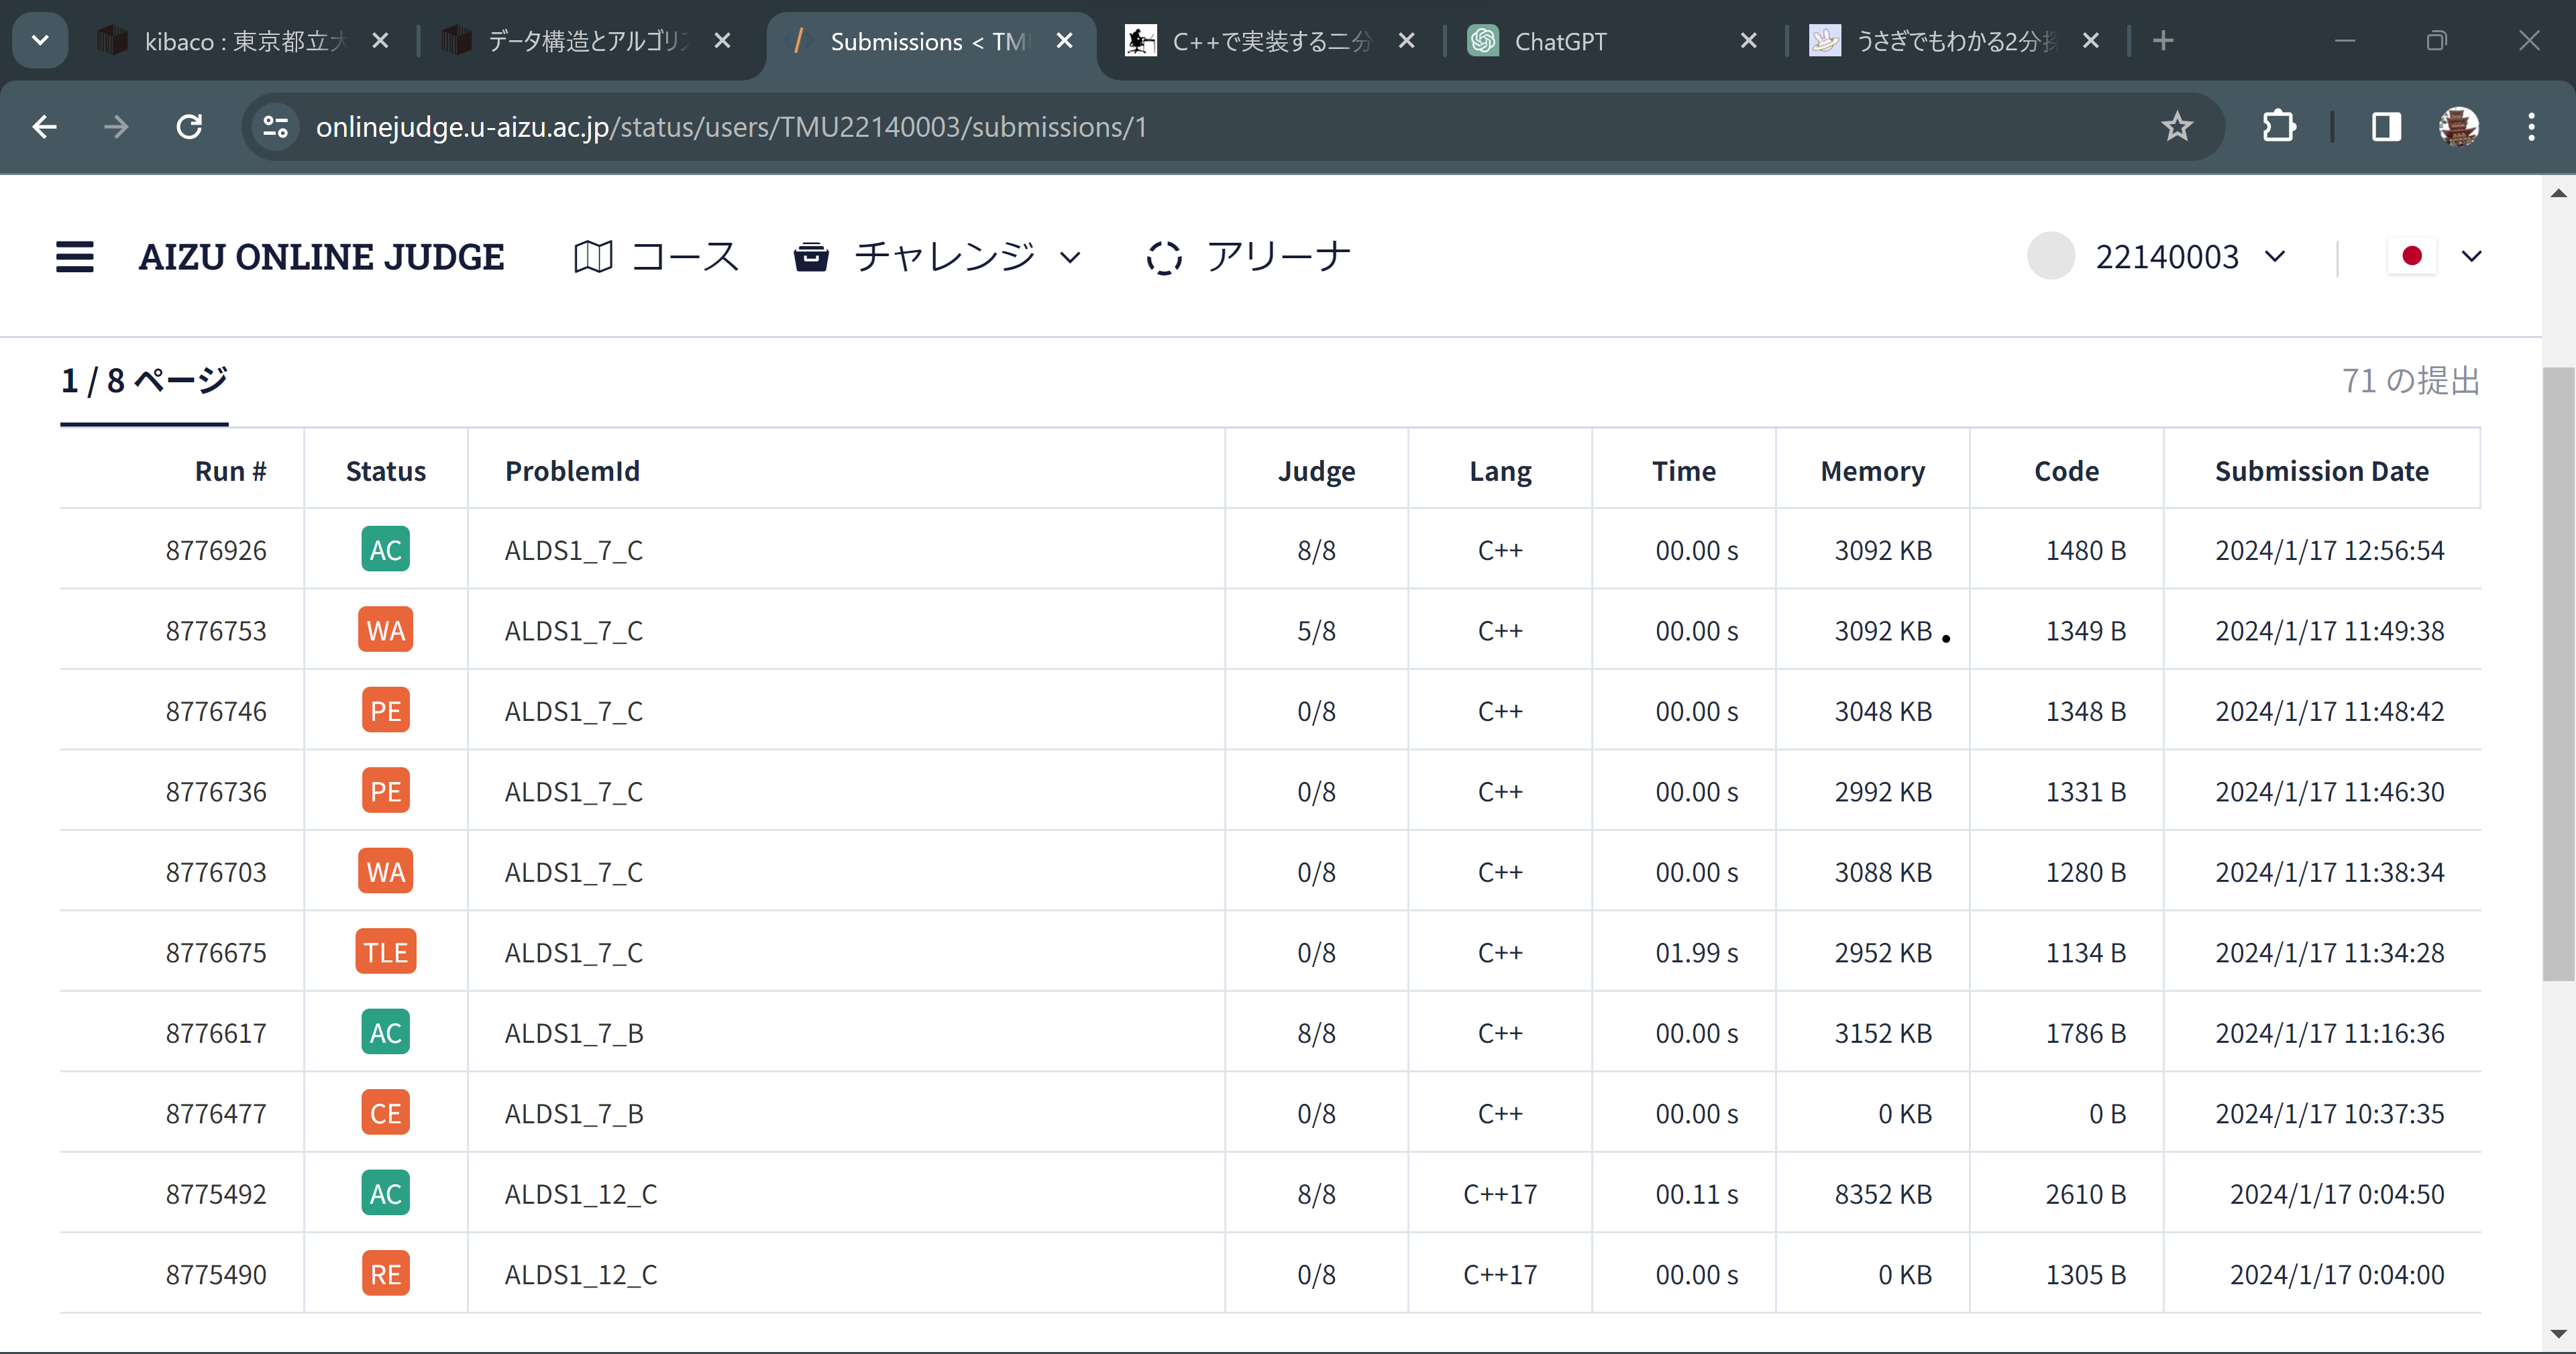 kibaco : 東京都立大
データ構造とアルゴリズ
Submissions < TM
C++で実装する二分
ChatGPT
うさぎでもわかる2分探
onlinejudge.u-aizu.ac.jp/status/users/TMU22140003/submissions/1
AIZU ONLINE JUDGE コース チャレンジ アリーナ 22140003
1 / 8 ページ 71 の提出
Run # Status ProblemId Judge Lang Time Memory Code Submission Date
8776926 AC ALDS1_7_C 8/8 C++ 00.00 s 3092 KB 1480 B 2024/1/17 12:56:54
8776753 WA ALDS1_7_C 5/8 C++ 00.00 s 3092 KB 1349 B 2024/1/17 11:49:38
8776746 PE ALDS1_7_C 0/8 C++ 00.00 s 3048 KB 1348 B 2024/1/17 11:48:42
8776736 PE ALDS1_7_C 0/8 C++ 00.00 s 2992 KB 1331 B 2024/1/17 11:46:30
8776703 WA ALDS1_7_C 0/8 C++ 00.00 s 3088 KB 1280 B 2024/1/17 11:38:34
8776675 TLE ALDS1_7_C 0/8 C++ 01.99 s 2952 KB 1134 B 2024/1/17 11:34:28
8776617 AC ALDS1_7_B 8/8 C++ 00.00 s 3152 KB 1786 B 2024/1/17 11:16:36
8776477 CE ALDS1_7_B 0/8 C++ 00.00 s 0 KB 0 B 2024/1/17 10:37:35
8775492 AC ALDS1_12_C 8/8 C++17 00.11 s 8352 KB 2610 B 2024/1/17 0:04:50
8775490 RE ALDS1_12_C 0/8 C++17 00.00 s 0 KB 1305 B 2024/1/17 0:04:00